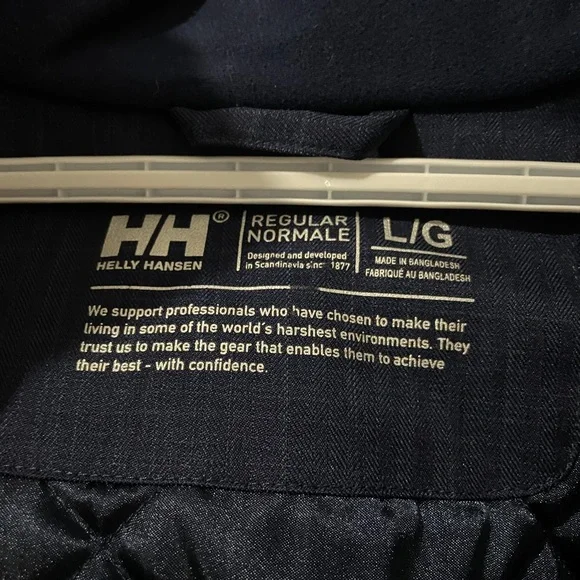 HH®
HELLY HANSEN
REGULAR
NORMALE
Designed and developed
in Scandinavia since 1877
L/G
MADE IN BANGLADESH
FABRIQUÉ AU BANGLADESH
We support professionals who have chosen to make their
living in some of the world´s harshest environments. They
trust us to make the gear that enables them to achieve
their best - with confidence.